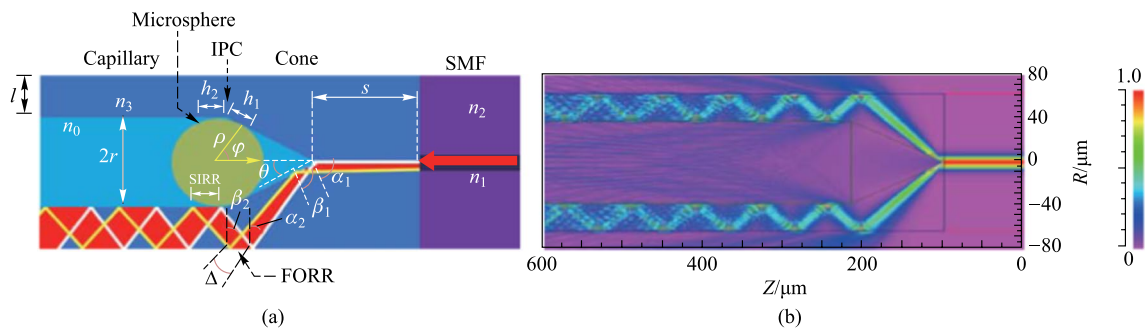 Microsphere
Capillary
IPC
Cone
SMF
l
h₂
h₁
s
n₃
n₂
n₀
ρ
φ
2r
θ
α₁
n₁
SIRR
β₂
β₁
α₂
Δ
FORR
(a)
80
40
0
−40
−80
R/μm
600
400
200
0
Z/μm
(b)
1.0
0